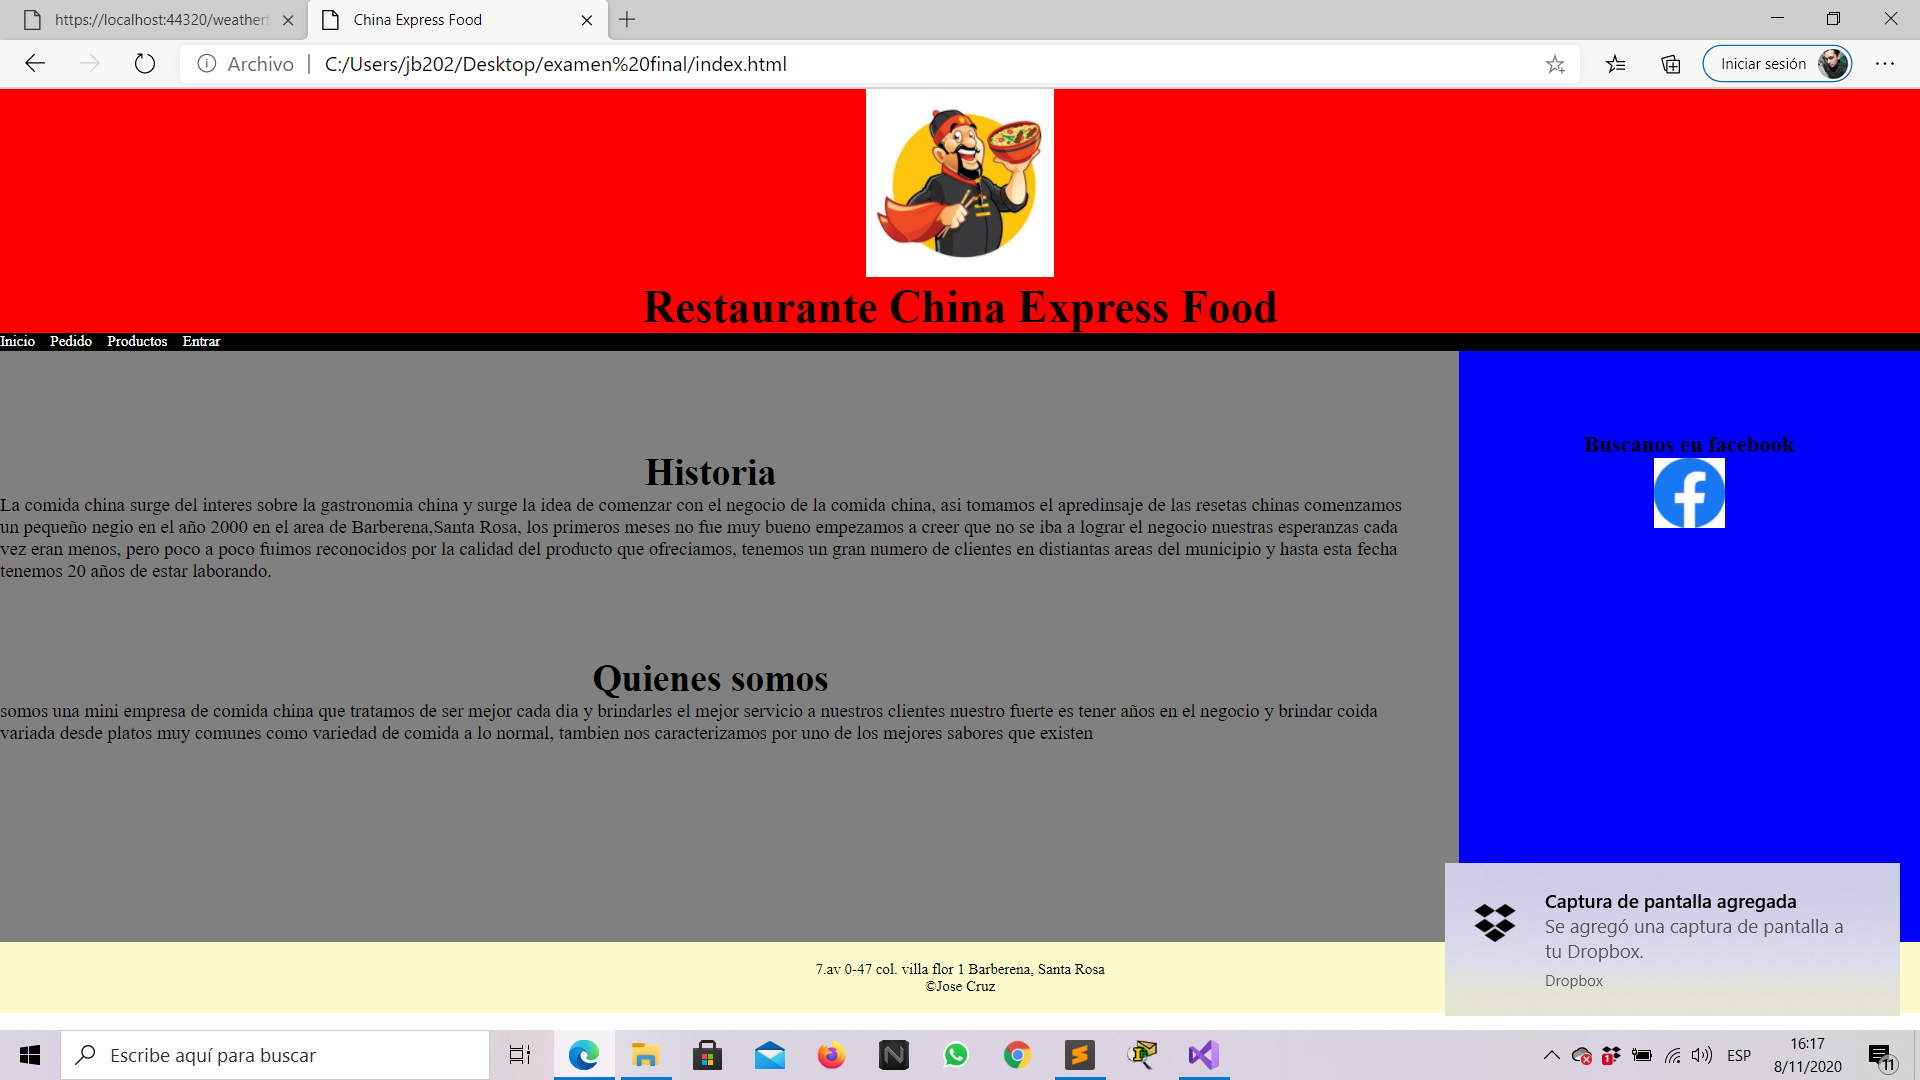 https://localhost:44320/weatherf
China Express Food
Archivo | C:/Users/jb202/Desktop/examen%20final/index.html
Iniciar sesión
Restaurante China Express Food
Inicio Pedido Productos Entrar
Historia
La comida china surge del interes sobre la gastronomia china y surge la idea de comenzar con el negocio de la comida china, asi tomamos el apredinsaje de las resetas chinas comenzamos
un pequeño negio en el año 2000 en el area de Barberena,Santa Rosa, los primeros meses no fue muy bueno empezamos a creer que no se iba a lograr el negocio nuestras esperanzas cada
vez eran menos, pero poco a poco fuimos reconocidos por la calidad del producto que ofreciamos, tenemos un gran numero de clientes en distiantas areas del municipio y hasta esta fecha
tenemos 20 años de estar laborando.
Quienes somos
somos una mini empresa de comida china que tratamos de ser mejor cada dia y brindarles el mejor servicio a nuestros clientes nuestro fuerte es tener años en el negocio y brindar coida
variada desde platos muy comunes como variedad de comida a lo normal, tambien nos caracterizamos por uno de los mejores sabores que existen
Buscanos en facebook
7.av 0-47 col. villa flor 1 Barberena, Santa Rosa
©Jose Cruz
Captura de pantalla agregada
Se agregó una captura de pantalla a
tu Dropbox.
Dropbox
Escribe aquí para buscar
1
ESP
16:17
8/11/2020
11